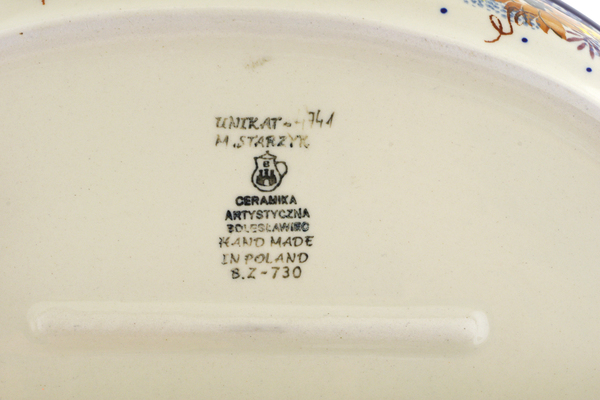 UNIKAT-4741
M. STARZYK
B
CERAMIKA
ARTYSTYCZNA
BOLESŁAWIEC
HAND MADE
IN POLAND
B.Z-730